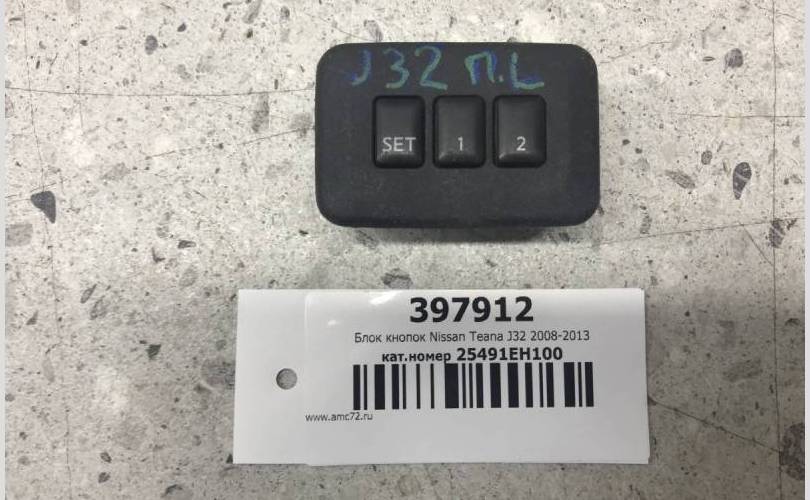 J32 П.L
SET 1 2
397912
Блок кнопок Nissan Teana J32 2008-2013
кат.номер 25491EH100
www.amc72.ru